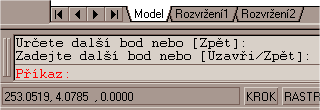 Model Rozvržení1 Rozvržení2
Určete další bod nebo [Zpět]:
Zadejte další bod nebo [Uzavři/Zpět]:
Příkaz:
253.0519, 4.0785 , 0.0000 KROK RASTR